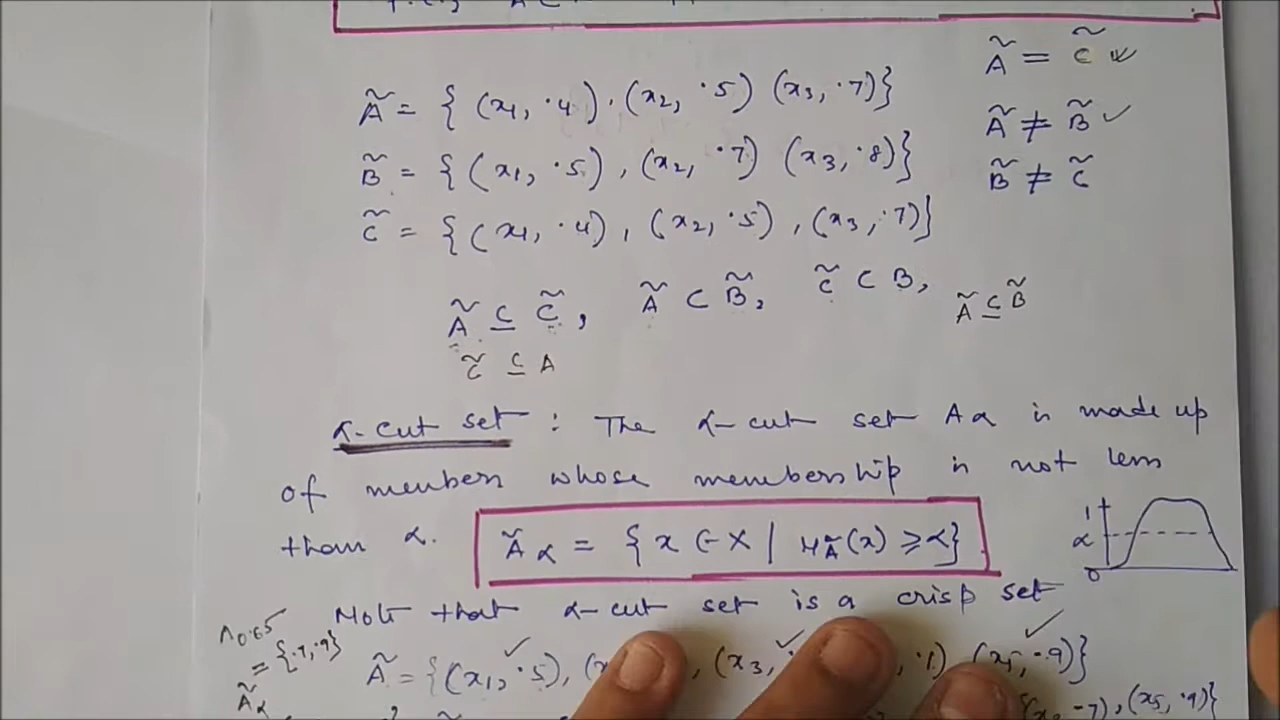 Ã = { (x1, .4), (x2, .5) (x3, .7)}
B̃ = {(x1, .5), (x2, .7) (x3, .8)}
C̃ = {(x1, .4), (x2, .5), (x3, .7)}
Ã = C̃
Ã ≠ B̃
B̃ ≠ C̃
Ã ⊆ C̃, Ã ⊂ B̃, C̃ ⊂ B, Ã ⊆ B̃
C̃ ⊆ A
α-cut set : The α-cut set Aα is made up
of members whose membership is not less
than α. Ãα = {x ∈ X | μÃ(x) ≥ α}
1
α
0
Note that α-cut set is a crisp set
A0.65
= {.7, .9}
Ãα
Ã = {(x1, .5), (x3, .1) (x5, .9)}
.7), (x5, .9)}